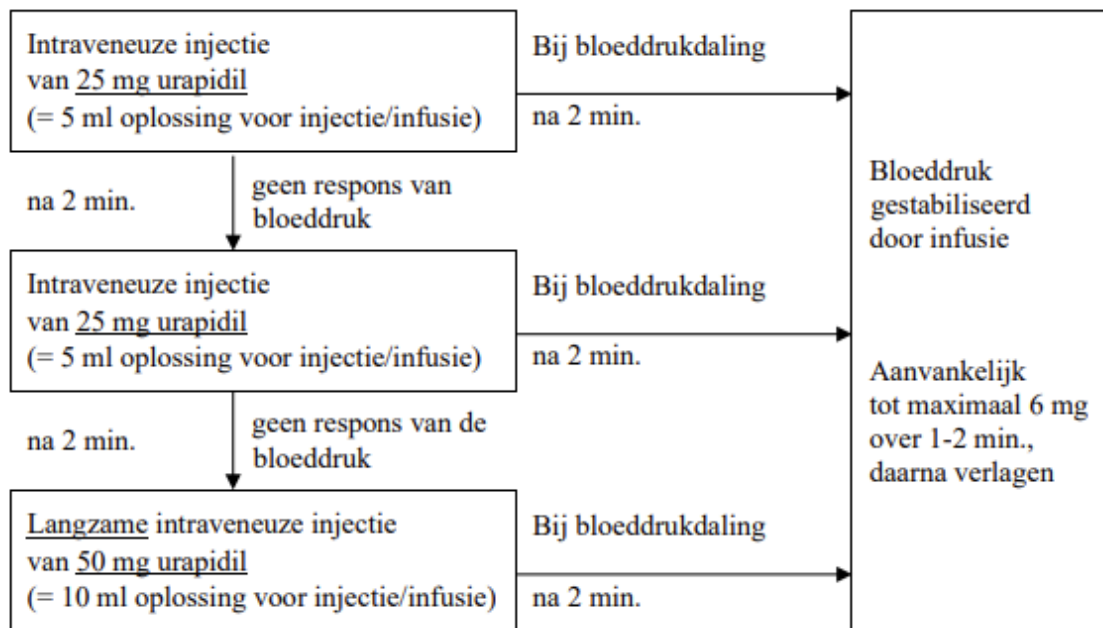 Intraveneuze injectie
van 25 mg urapidil
(= 5 ml oplossing voor injectie/infusie)
Bij bloeddrukdaling
na 2 min.
na 2 min.
geen respons van
bloeddruk
Intraveneuze injectie
van 25 mg urapidil
(= 5 ml oplossing voor injectie/infusie)
Bij bloeddrukdaling
na 2 min.
na 2 min.
geen respons van de
bloeddruk
Langzame intraveneuze injectie
van 50 mg urapidil
(= 10 ml oplossing voor injectie/infusie)
Bij bloeddrukdaling
na 2 min.
Bloeddruk
gestabiliseerd
door infusie
Aanvankelijk
tot maximaal 6 mg
over 1-2 min.,
daarna verlagen